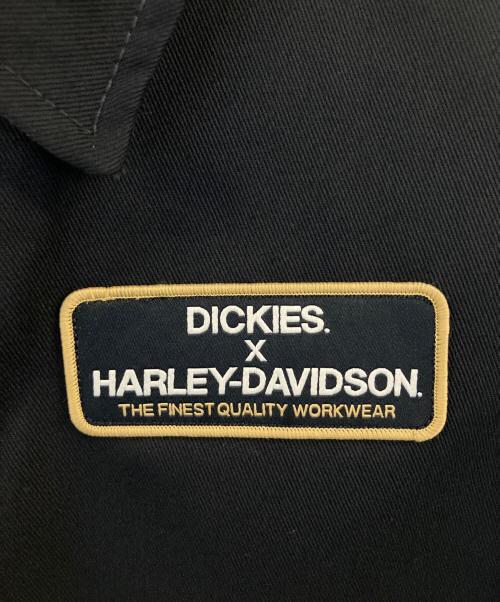 DICKIES.
X
HARLEY-DAVIDSON.
THE FINEST QUALITY WORKWEAR